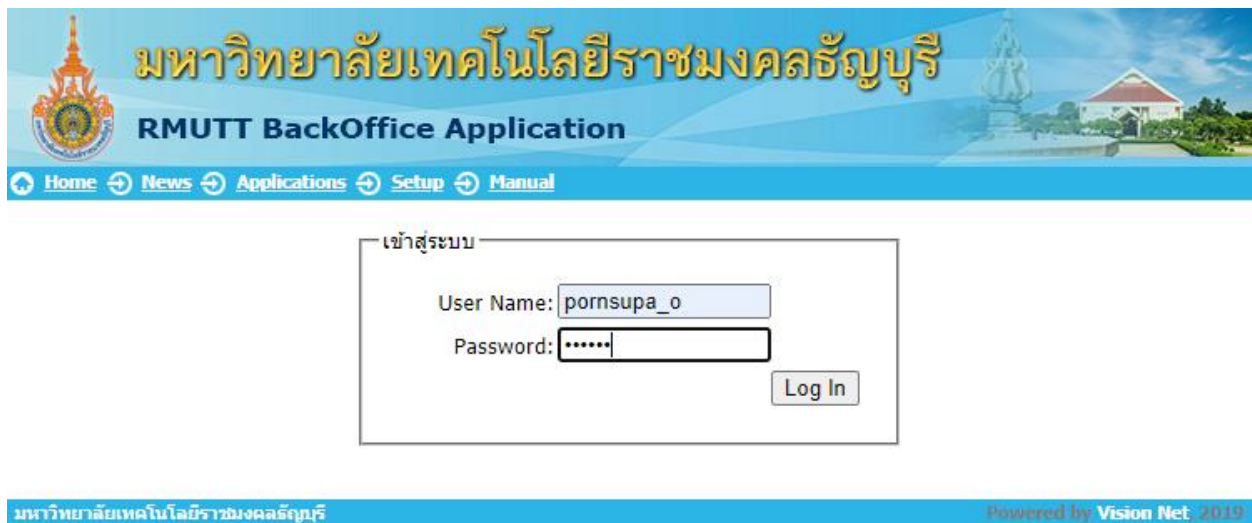 มหาวิทยาลัยเทคโนโลยีราชมงคลธัญบุรี
RMUTT BackOffice Application
Home News Applications Setup Manual
เข้าสู่ระบบ
User Name: pornsupa_o
Password: ••••••
Log In
มหาวิทยาลัยเทคโนโลยีราชมงคลธัญบุรี Powered by Vision Net, 2019